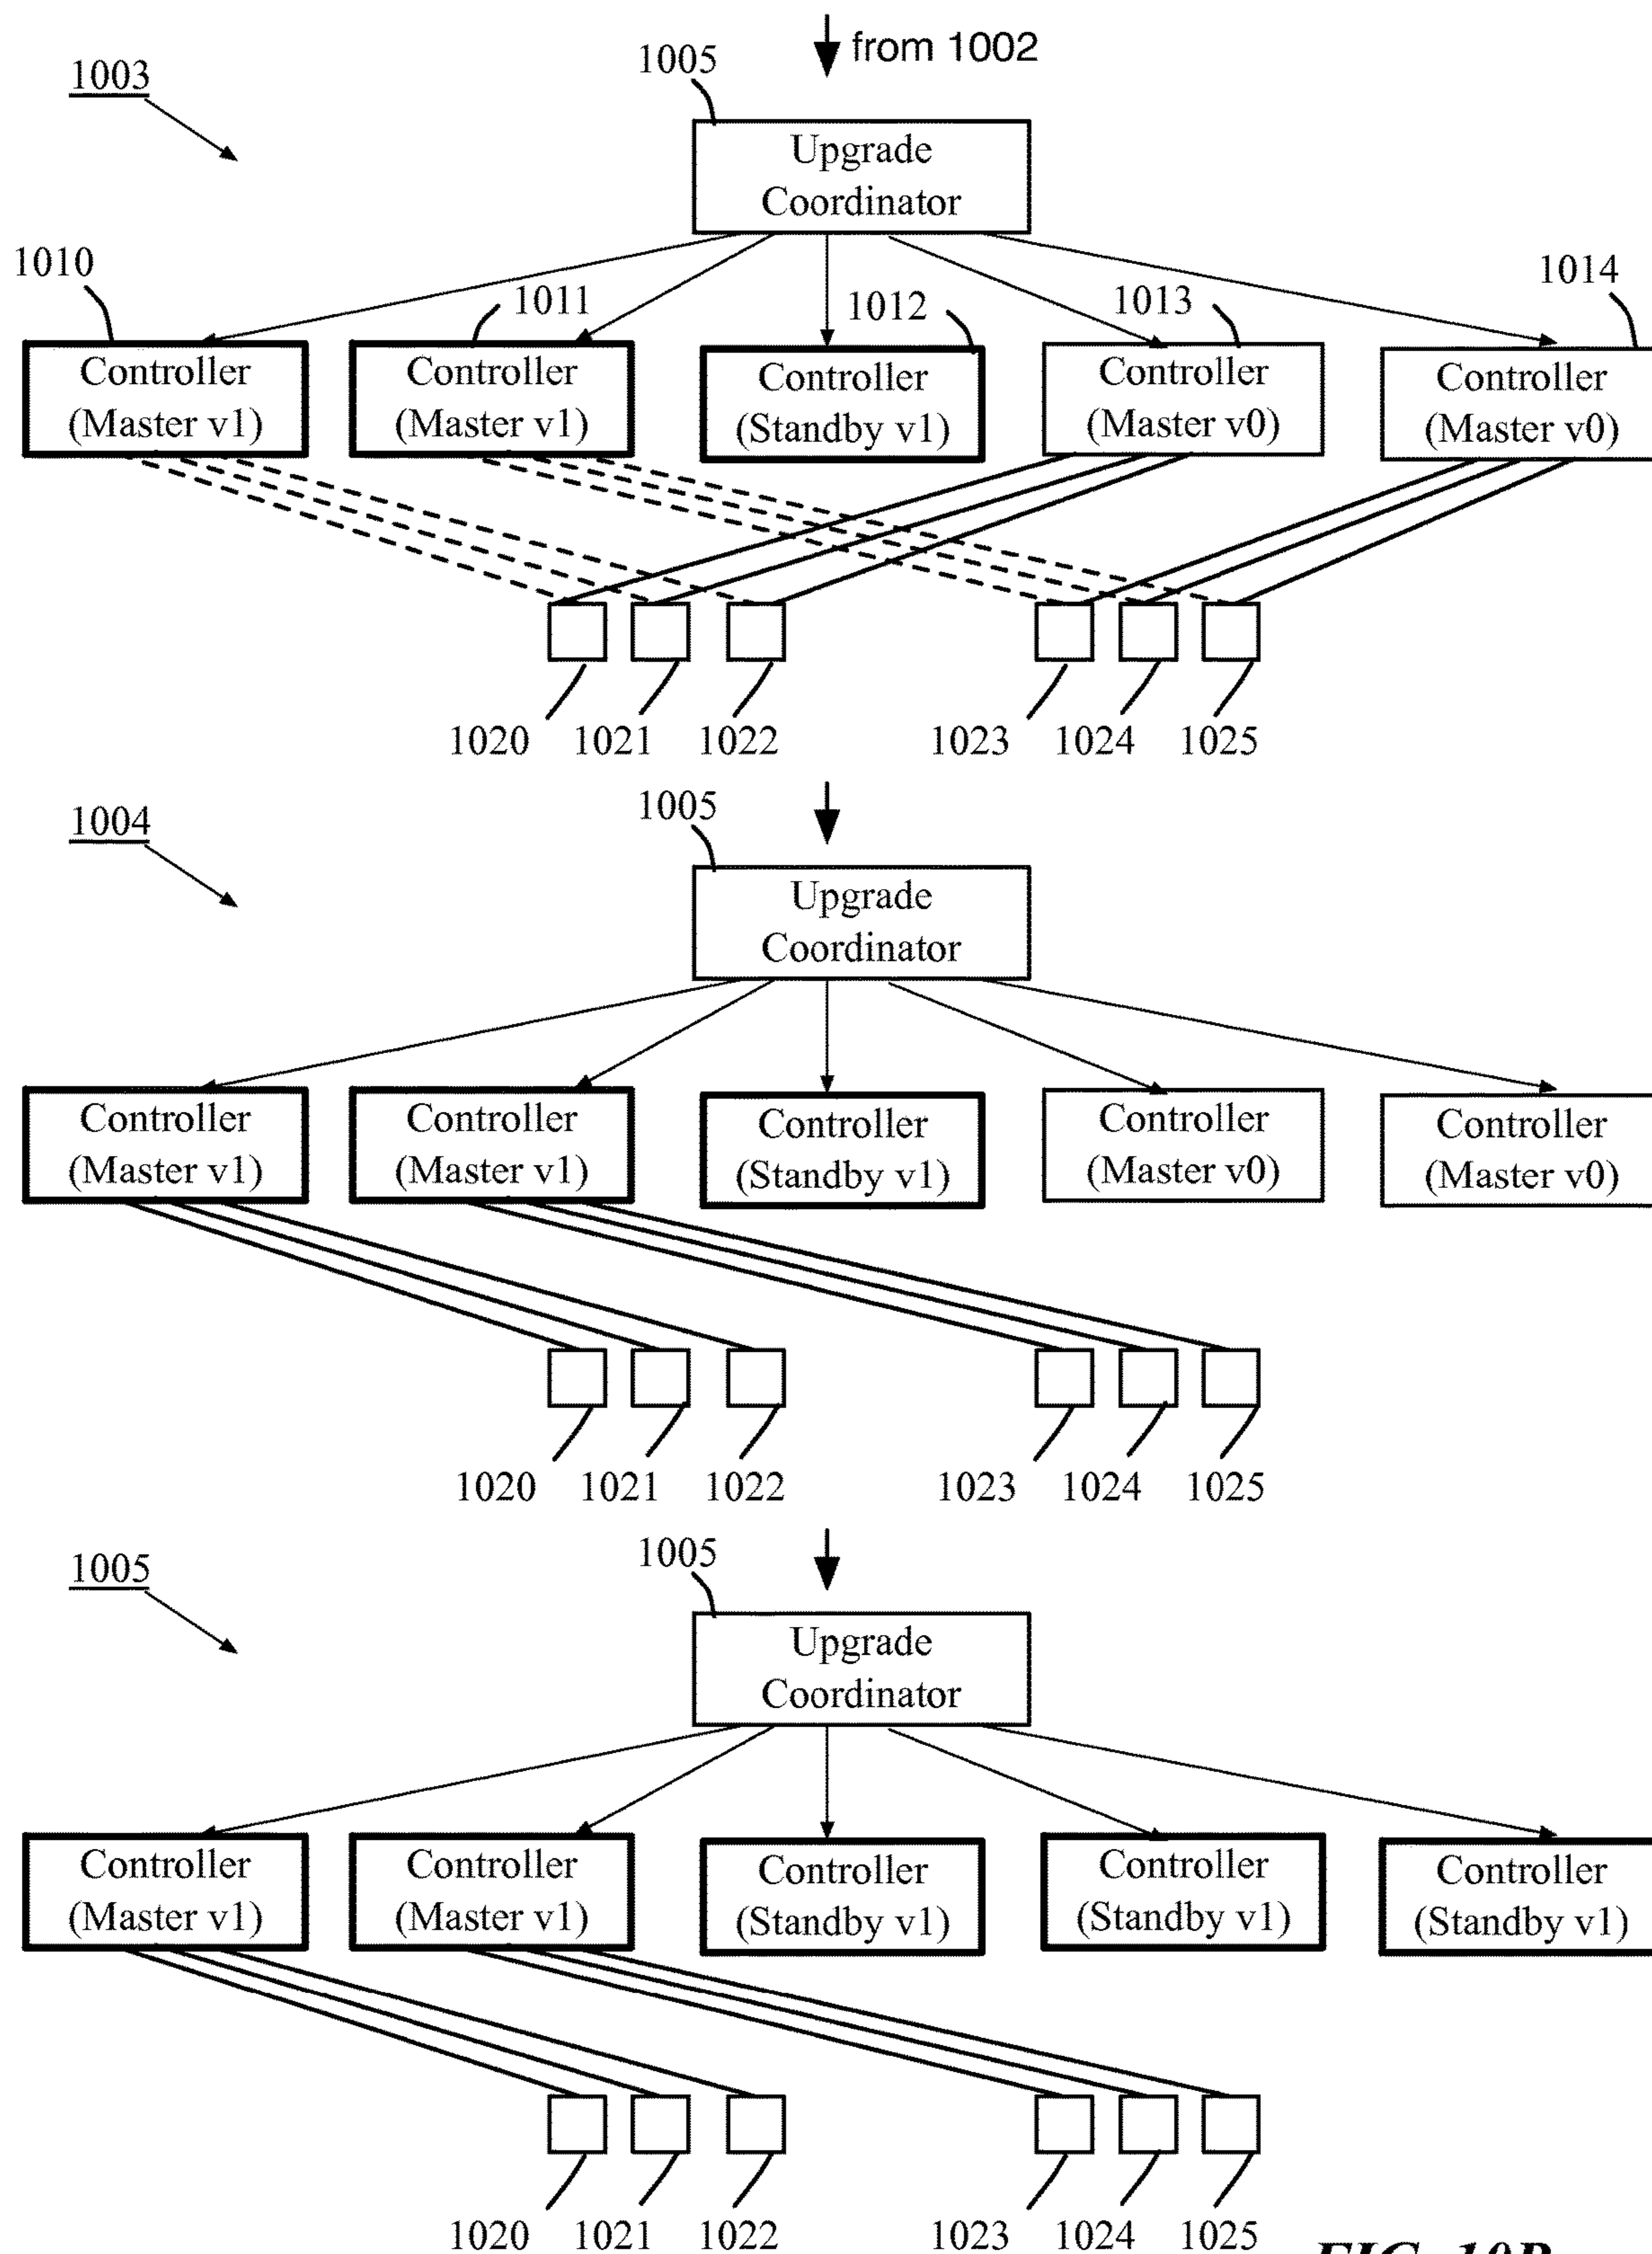 from 1002
1003
1005
Upgrade
Coordinator
1010
1011
1012
1013
1014
Controller
(Master v1)
Controller
(Master v1)
Controller
(Standby v1)
Controller
(Master v0)
Controller
(Master v0)
1020
1021
1022
1023
1024
1025
1004
1005
Upgrade
Coordinator
Controller
(Master v1)
Controller
(Master v1)
Controller
(Standby v1)
Controller
(Master v0)
Controller
(Master v0)
1020
1021
1022
1023
1024
1025
1005
1005
Upgrade
Coordinator
Controller
(Master v1)
Controller
(Master v1)
Controller
(Standby v1)
Controller
(Standby v1)
Controller
(Standby v1)
1020
1021
1022
1023
1024
1025
FIG. 10B